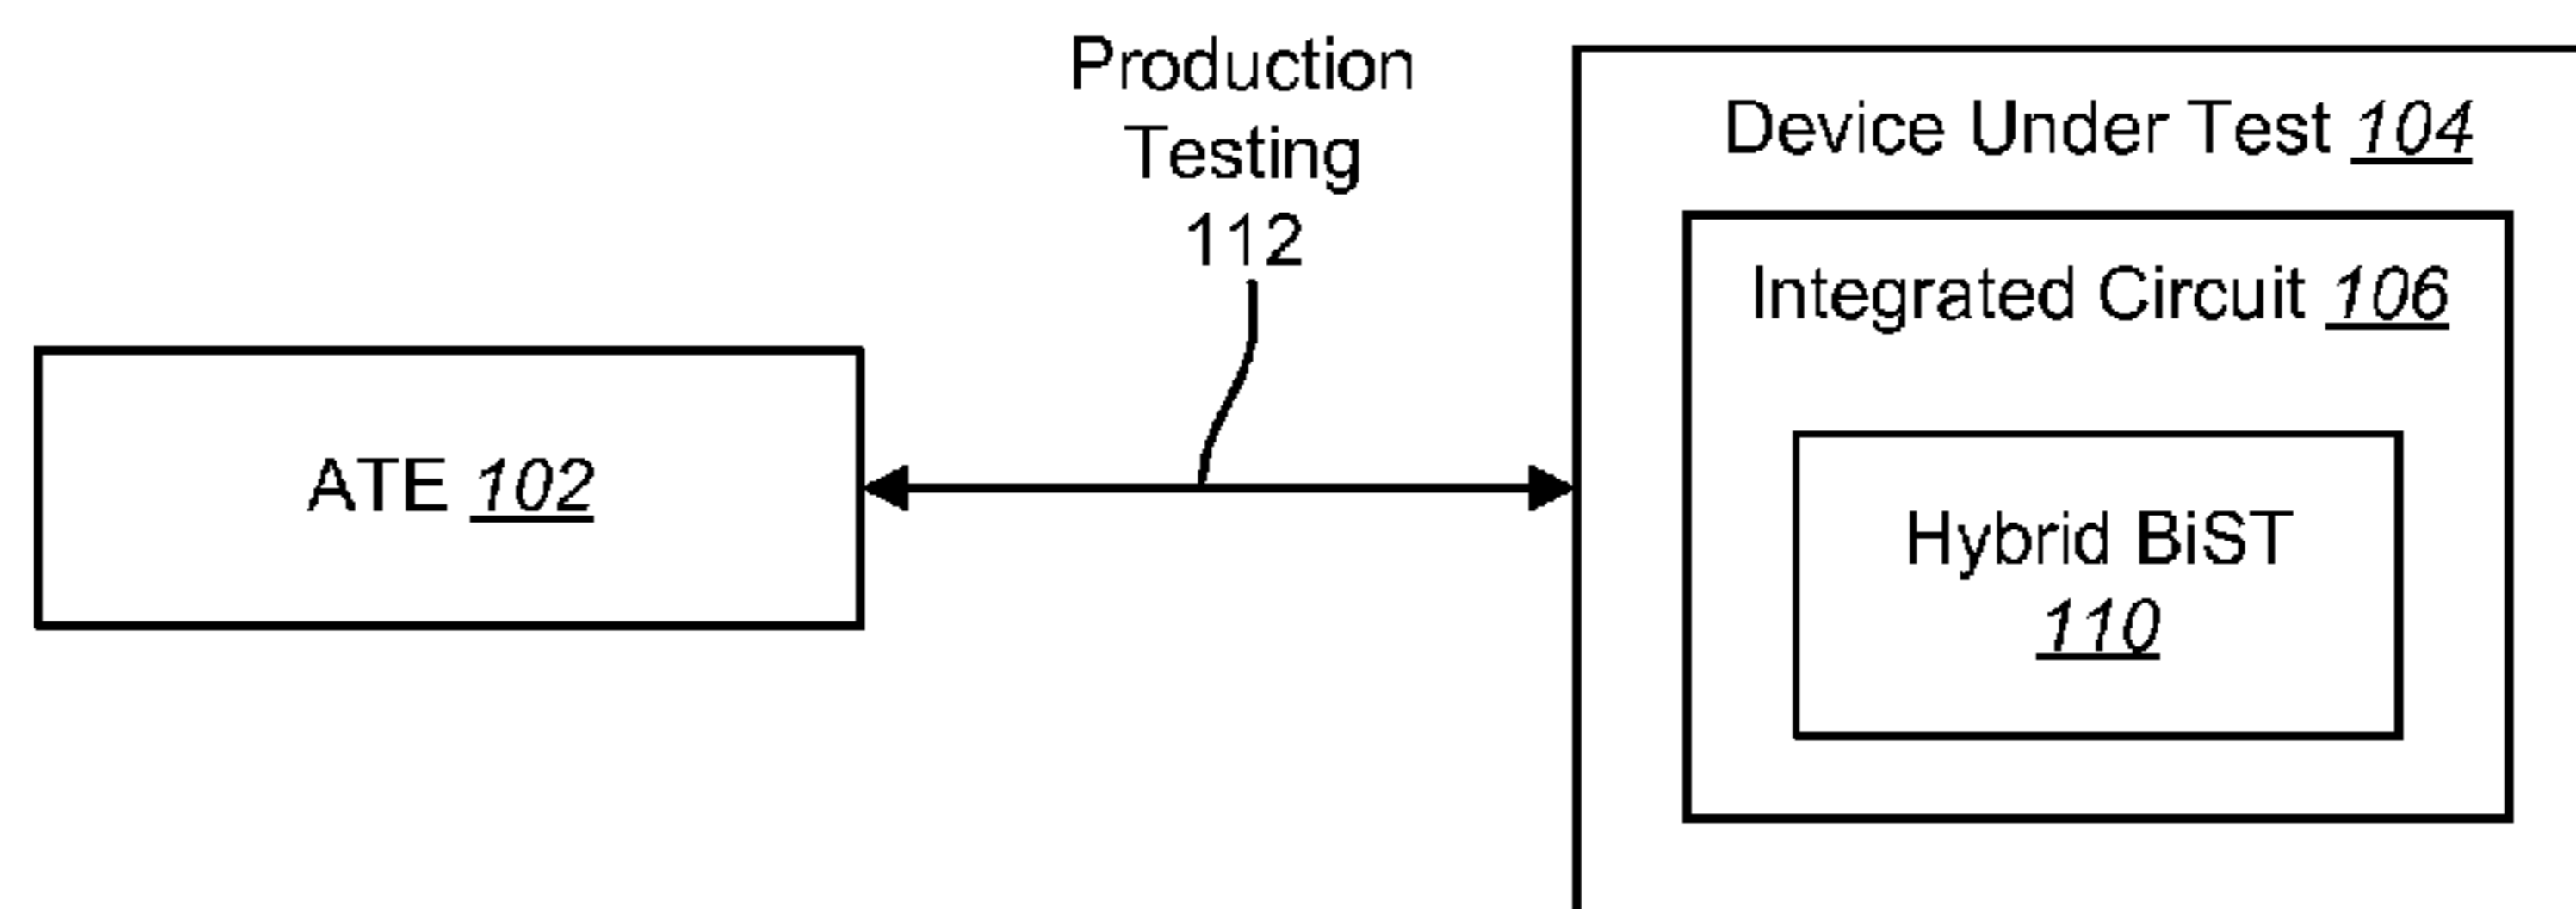 Production
Testing
112
Device Under Test 104
Integrated Circuit 106
ATE 102
Hybrid BiST
110